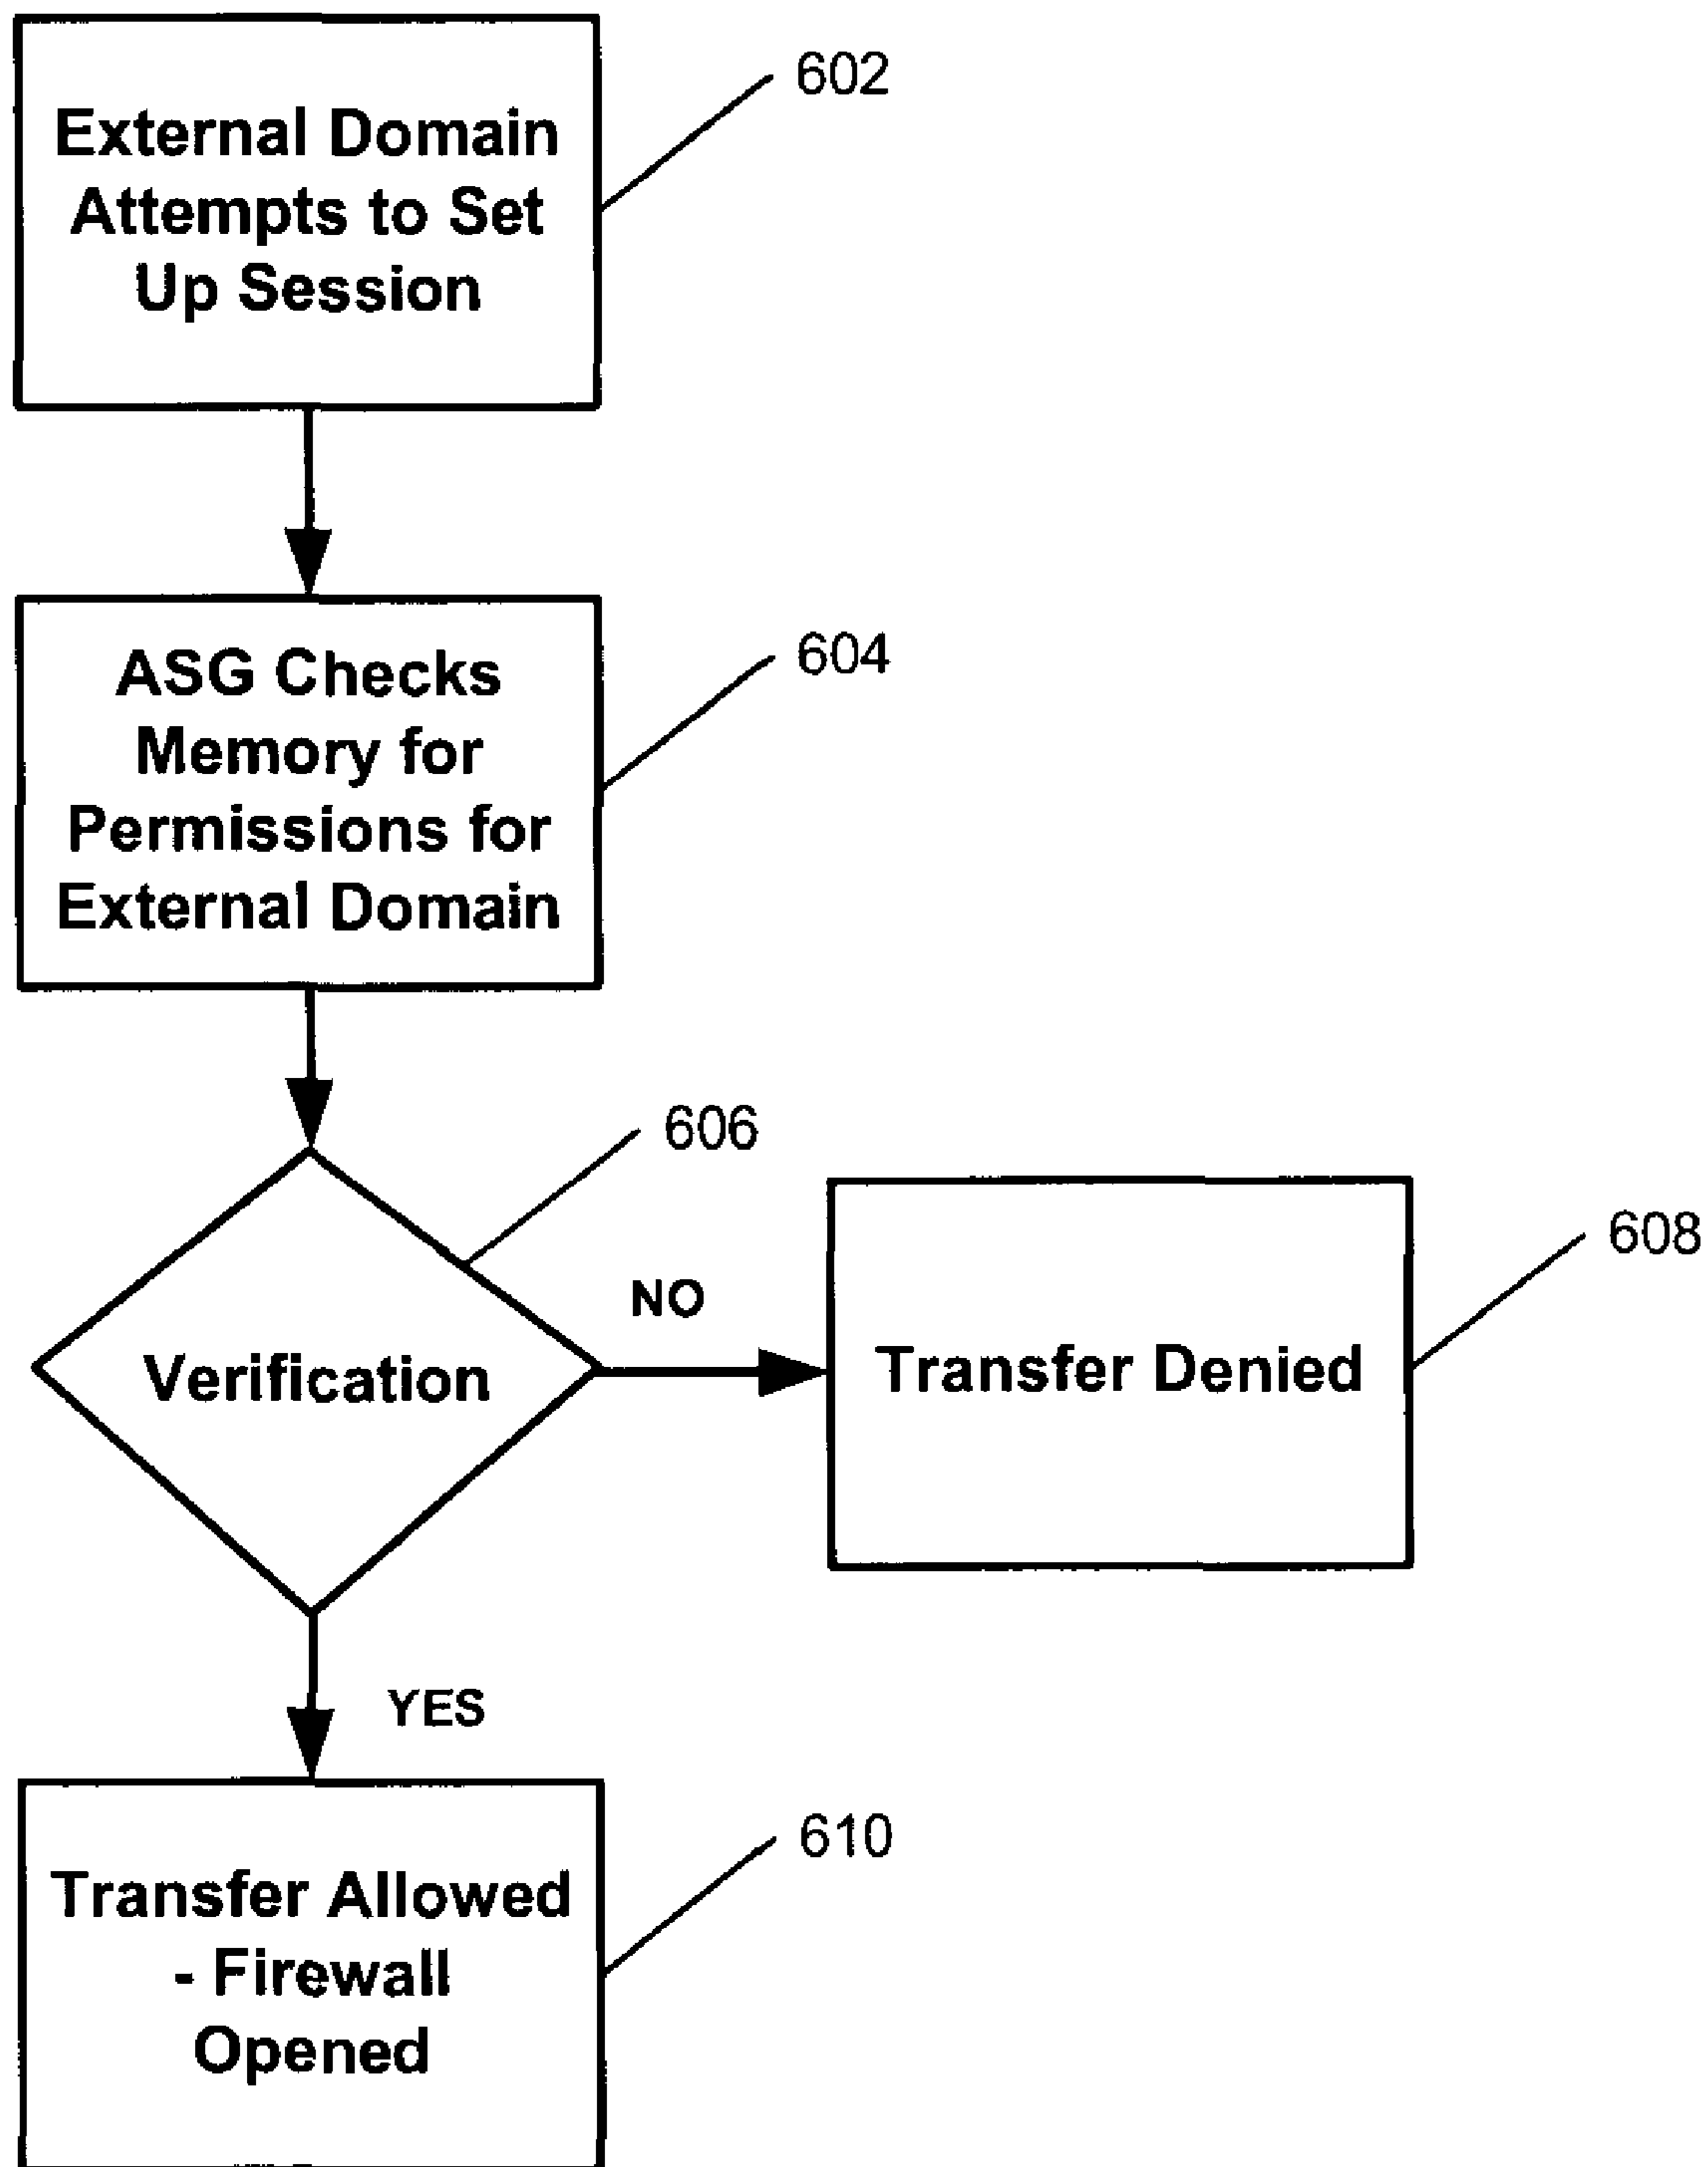 602
External Domain
Attempts to Set
Up Session
604
ASG Checks
Memory for
Permissions for
External Domain
606
Verification
NO
608
Transfer Denied
YES
610
Transfer Allowed
- Firewall
Opened